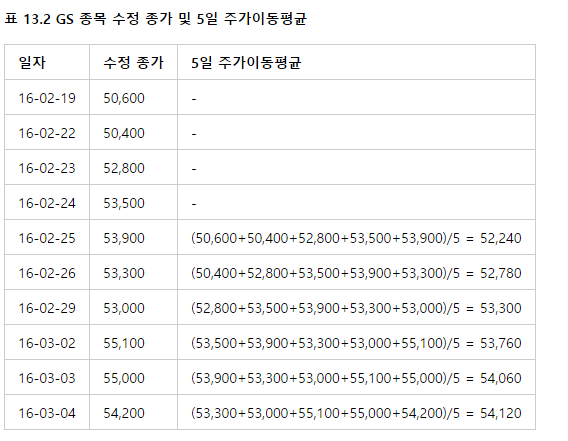 표 13.2 GS 종목 수정 종가 및 5일 주가이동평균
일자 수정 종가 5일 주가이동평균
16-02-19 50,600 -
16-02-22 50,400 -
16-02-23 52,800 -
16-02-24 53,500 -
16-02-25 53,900 (50,600+50,400+52,800+53,500+53,900)/5 = 52,240
16-02-26 53,300 (50,400+52,800+53,500+53,900+53,300)/5 = 52,780
16-02-29 53,000 (52,800+53,500+53,900+53,300+53,000)/5 = 53,300
16-03-02 55,100 (53,500+53,900+53,300+53,000+55,100)/5 = 53,760
16-03-03 55,000 (53,900+53,300+53,000+55,100+55,000)/5 = 54,060
16-03-04 54,200 (53,300+53,000+55,100+55,000+54,200)/5 = 54,120